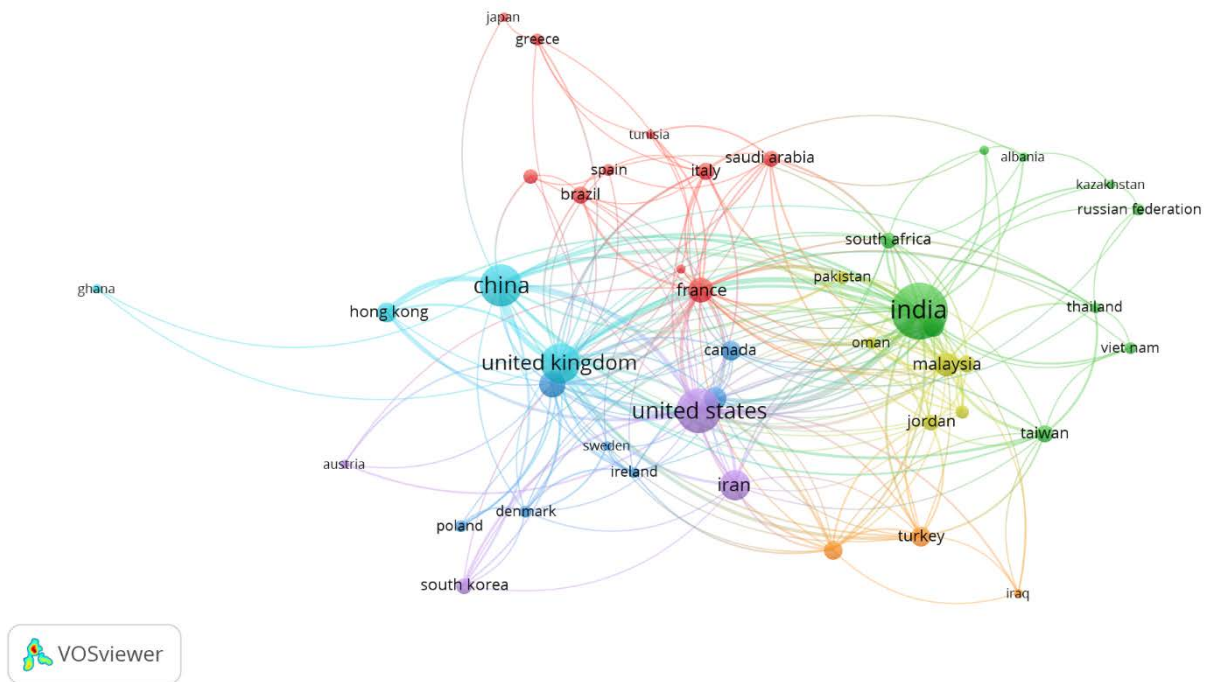 japan
greece
tunisia
spain
italy
saudi arabia
albania
brazil
kazakhstan
russian federation
south africa
pakistan
ghana
china
france
hong kong
india
thailand
oman
viet nam
canada
united kingdom
malaysia
united states
jordan
taiwan
sweden
austria
ireland
iran
denmark
poland
turkey
south korea
iraq
VOSviewer